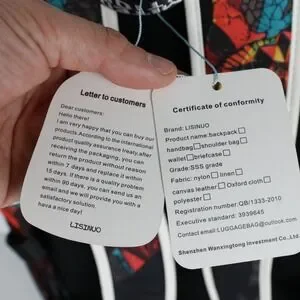 Letter to customers
Dear customers:
Hello there!
I am very happy that you can buy our
products.According to the international
product quality assurance freely,after
receiving the packaging, you can
return the product without reason
within 7 days and replace it within
15 days. if there is a quality problem
within 90 days. you can send us an
email and we will provide you with a
satisfactory solution.
have a nice day!
LISINUO
Certificate of conformity
Brand: LISINUO
Product name:backpack□
handbag□shoulder bag□
wallet□briefcase□
Grade:SSS grade
Fabric: nylon□linen□
canvas leather□ Oxford cloth□
polyester□
Registration number:QB/1333-2010
Executive standard: 3939645
Contact email:LUGGAGEBAG@outlook.com
Shenzhen Wanxingtong Investment Co.,Ltd.